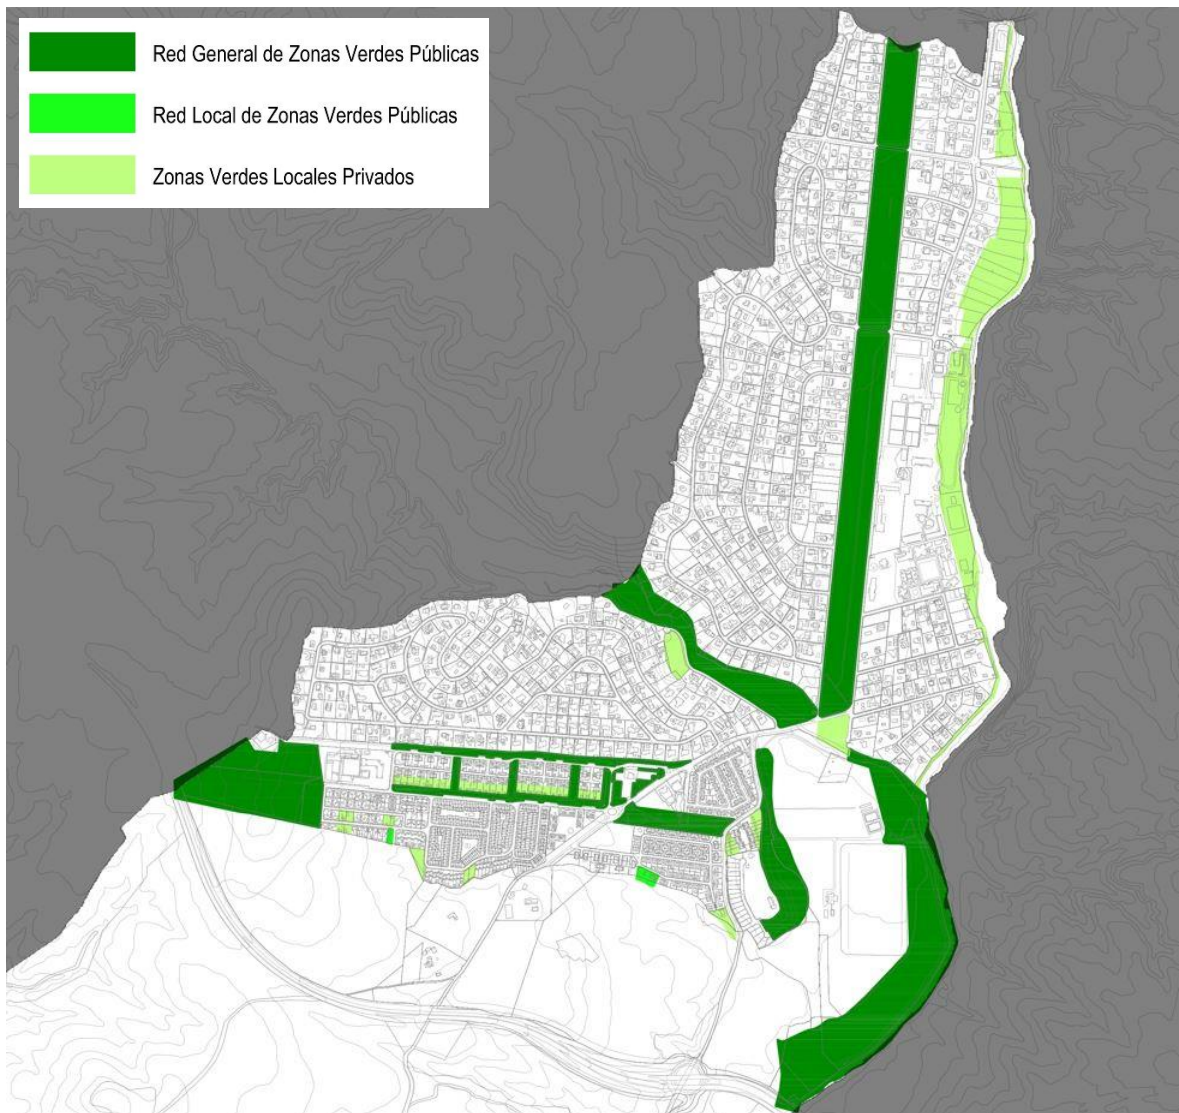 Red General de Zonas Verdes Públicas
Red Local de Zonas Verdes Públicas
Zonas Verdes Locales Privados